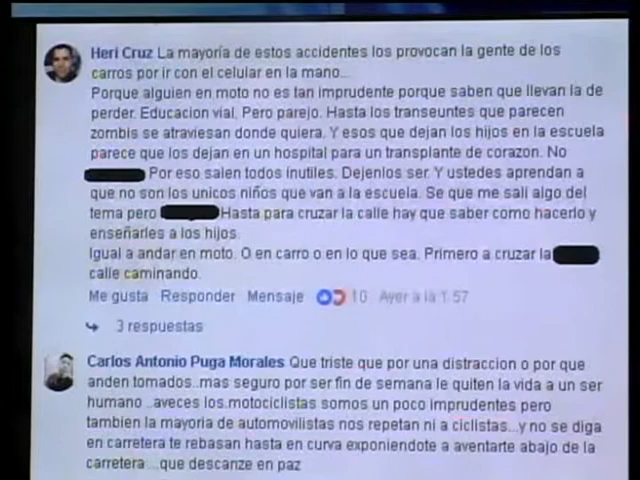 Heri Cruz La mayoría de estos accidentes los provocan la gente de los
carros por ir con el celular en la mano...
Porque alguien en moto no es tan imprudente porque saben que llevan la de
perder. Educacion vial. Pero parejo. Hasta los transeuntes que parecen
zombis se atraviesan donde quiera. Y esos que dejan los hijos en la escuela
parece que los dejan en un hospital para un transplante de corazon. No
Por eso salen todos inutiles. Dejenlos ser. Y ustedes aprendan a
que no son los unicos niños que van a la escuela. Se que me sali algo del
tema pero Hasta para cruzar la calle hay que saber como hacerlo y
enseñarles a los hijos.
Igual a andar en moto. O en carro o en lo que sea. Primero a cruzar la
calle caminando.
Me gusta Responder Mensaje 10 Ayer a la 1:57
3 respuestas
Carlos Antonio Puga Morales Que triste que por una distraccion o por que
anden tomados...mas seguro por ser fin de semana le quiten la vida a un ser
humano ..aveces los motociclistas somos un poco imprudentes pero
tambien la mayoria de automovilistas nos repetan ni a ciclistas...y no se diga
en carretera te rebasan hasta en curva exponiendote a aventarte abajo de la
carretera....que descanze en paz